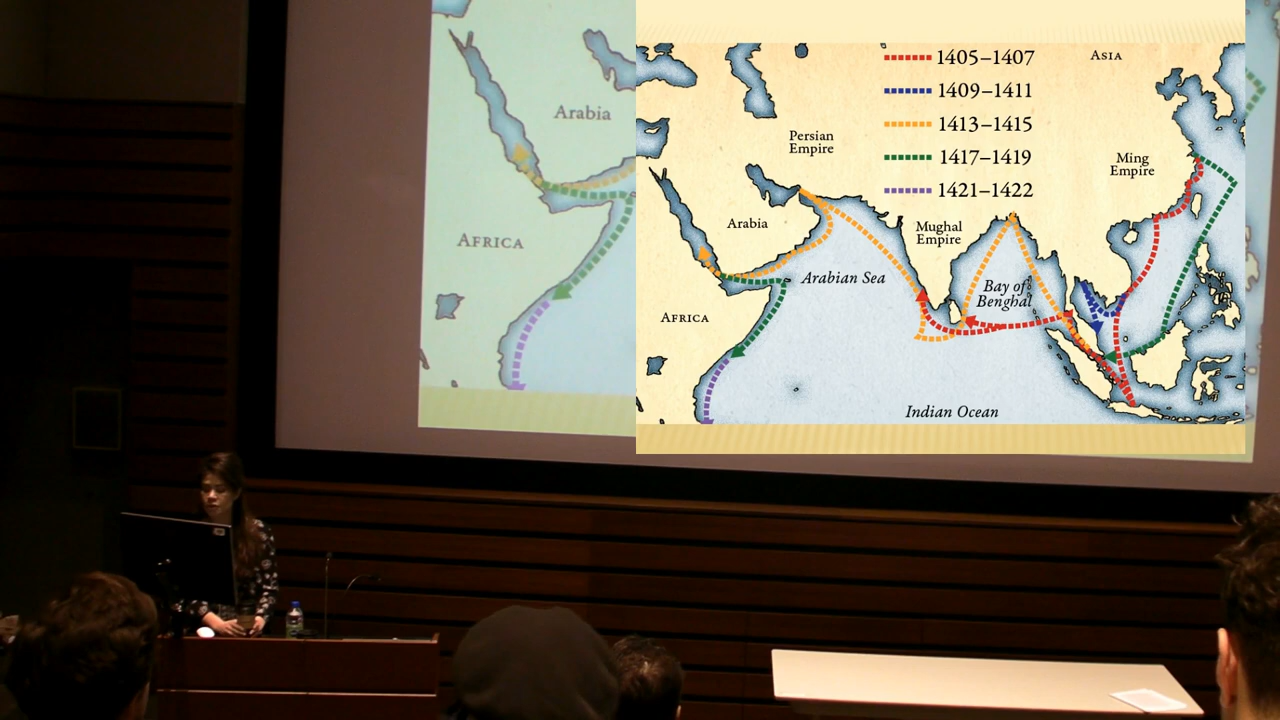 Arabia
AFRICA
1405–1407
1409–1411
1413–1415
1417–1419
1421–1422
ASIA
Persian
Empire
Ming
Empire
Arabia
Mughal
Empire
Arabian Sea
Bay of
Benghal
AFRICA
Indian Ocean